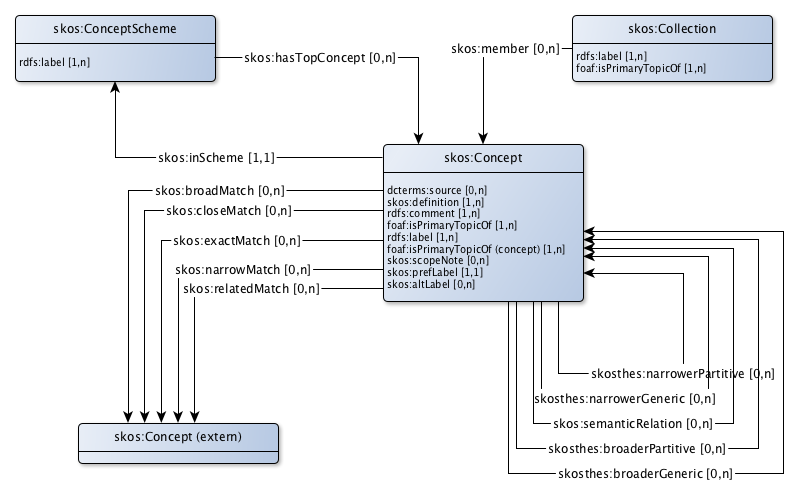 skos:ConceptScheme
rdfs:label [1,n]
skos:Collection
rdfs:label [1,n]
foaf:isPrimaryTopicOf [1,n]
skos:hasTopConcept [0,n]
skos:member [0,n]
skos:inScheme [1,1]
skos:Concept
dcterms:source [0,n]
skos:definition [1,n]
rdfs:comment [1,n]
foaf:isPrimaryTopicOf [1,n]
rdfs:label [1,n]
foaf:isPrimaryTopicOf (concept) [1,n]
skos:scopeNote [0,n]
skos:prefLabel [1,1]
skos:altLabel [0,n]
skos:broadMatch [0,n]
skos:closeMatch [0,n]
skos:exactMatch [0,n]
skos:narrowMatch [0,n]
skos:relatedMatch [0,n]
skosthes:narrowerPartitive [0,n]
skosthes:narrowerGeneric [0,n]
skos:semanticRelation [0,n]
skosthes:broaderPartitive [0,n]
skosthes:broaderGeneric [0,n]
skos:Concept (extern)